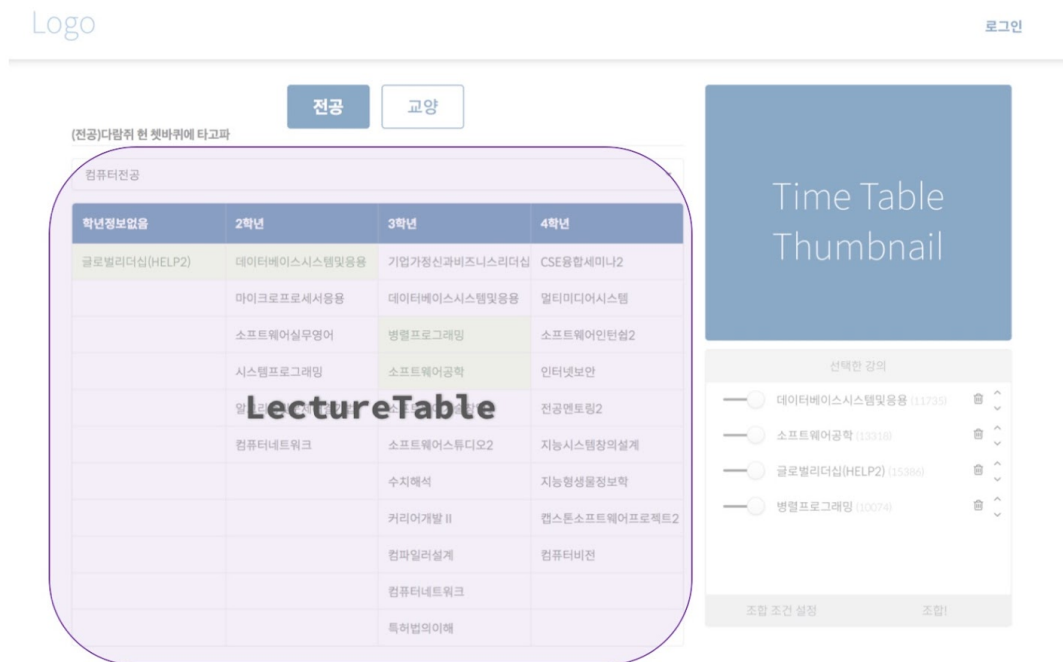 Logo
로그인
전공 교양
(전공)다람쥐 헌 쳇바퀴에 타고파
컴퓨터전공
학년정보없음 2학년 3학년 4학년
글로벌리더십(HELP2) 데이터베이스시스템및응용 기업가정신과비즈니스리더십 CSE융합세미나2
마이크로프로세서응용 데이터베이스시스템및응용 멀티미디어시스템
소프트웨어실무영어 병렬프로그래밍 소프트웨어인턴쉽2
시스템프로그래밍 소프트웨어공학 인터넷보안
LectureTable 전공멘토링2
컴퓨터네트워크 소프트웨어스튜디오2 지능시스템창의설계
수치해석 지능형생물정보학
커리어개발 II 캡스톤소프트웨어프로젝트2
컴파일러설계 컴퓨터비전
컴퓨터네트워크
특허법의이해
Time Table
Thumbnail
선택한 강의
데이터베이스시스템및응용 (11735)
소프트웨어공학 (13318)
글로벌리더십(HELP2) (15386)
병렬프로그래밍 (10074)
조합 조건 설정 조합!